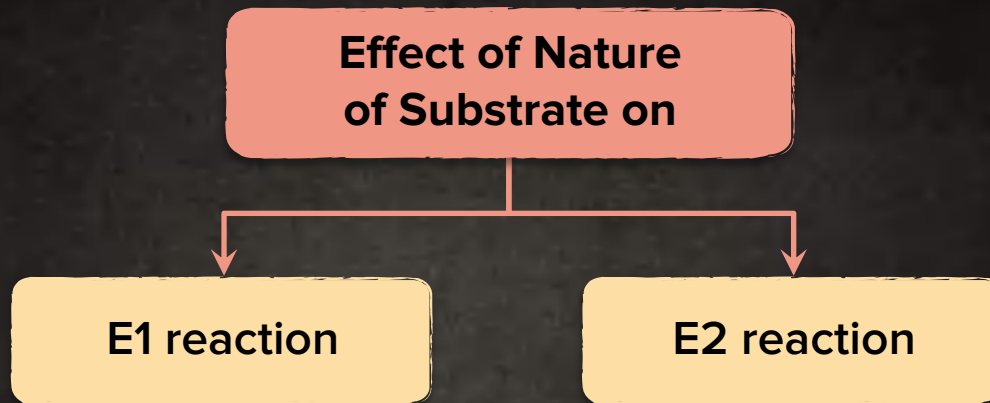 Effect of Nature
of Substrate on
E1 reaction
E2 reaction